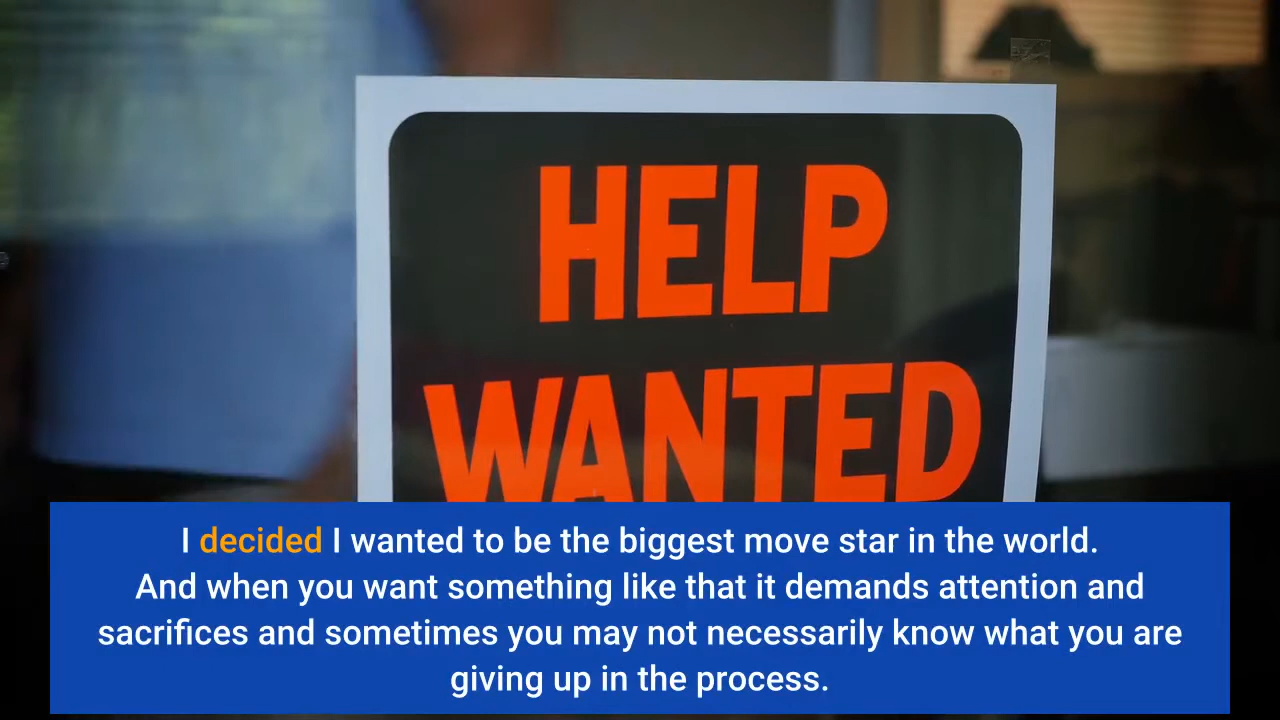 HELP
WANTED
I decided I wanted to be the biggest move star in the world.
And when you want something like that it demands attention and
sacrifices and sometimes you may not necessarily know what you are
giving up in the process.